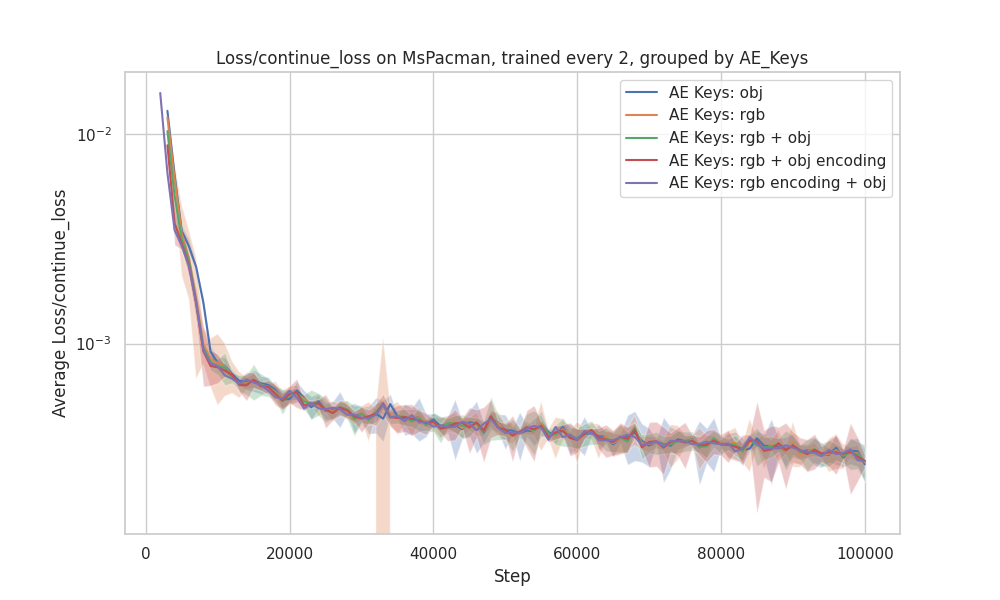 Loss/continue_loss on MsPacman, trained every 2, grouped by AE_Keys
AE Keys: obj
AE Keys: rgb
AE Keys: rgb + obj
AE Keys: rgb + obj encoding
AE Keys: rgb encoding + obj
Average Loss/continue_loss
10⁻²
10⁻³
0
20000
40000
60000
80000
100000
Step